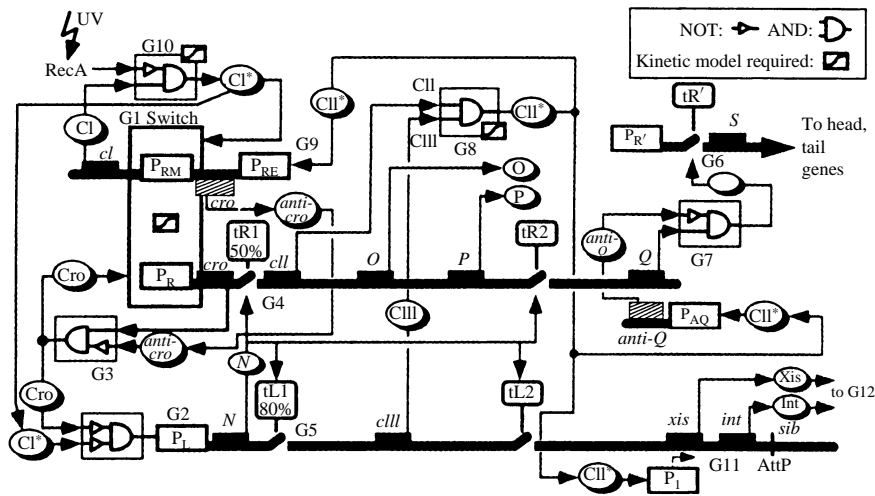 UV
NOT: AND:
Kinetic model required:
G10
RecA
CI*
CI
G1 Switch
cI
P_RM
G9
P_RE
CII*
CII
CIII
G8
CII*
tR'
P_R'
S
G6
To head,
tail
genes
cro
anti-
cro
O
P
anti-
Q
G7
tR1
50%
tR2
Cro
P_R
cro
cII
O
P
Q
G4
G3
anti-
cro
N
CIII
P_AQ
CII*
anti-Q
Cro
G2
tL1
80%
tL2
Xis
Int
to G12
CI*
P_L
N
G5
cIII
xis
int
sib
CII*
P_I
G11
AttP